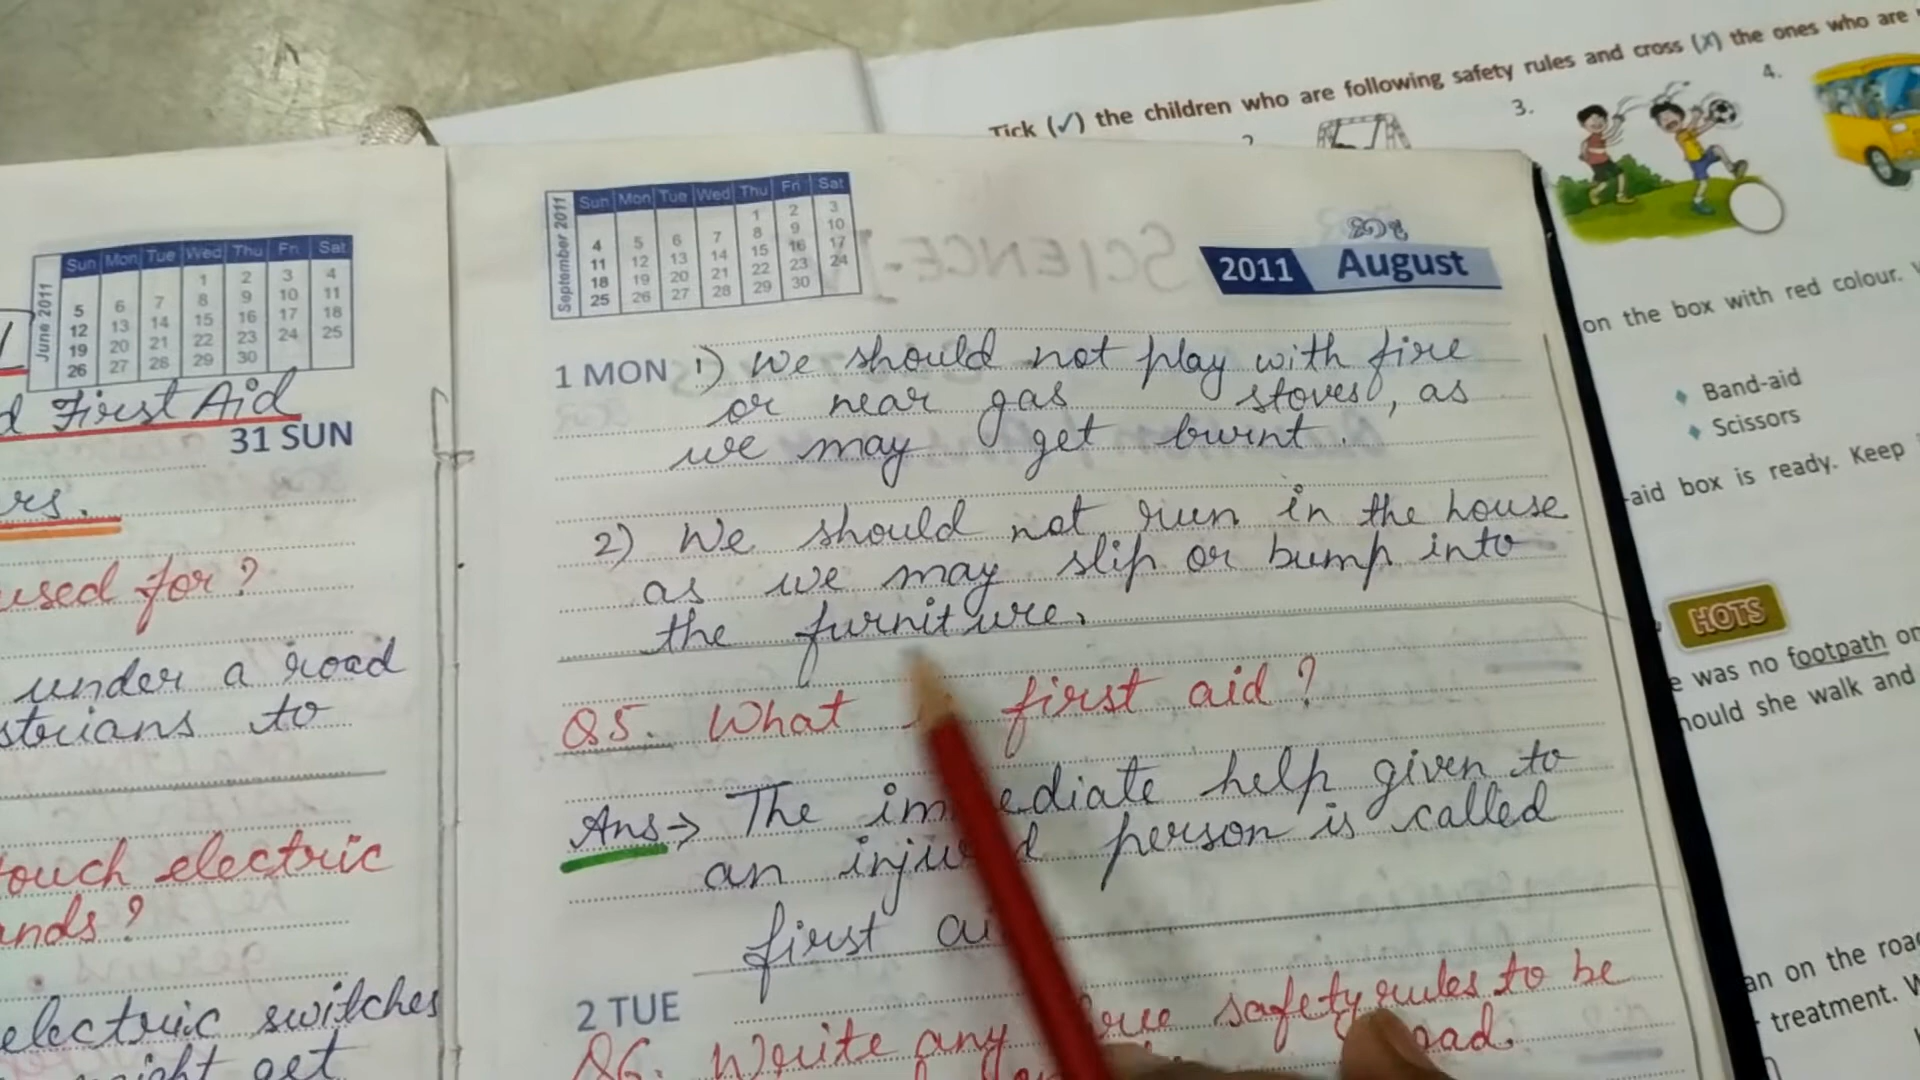 Tick (✓) the children who are following safety rules and cross (X) the ones who are
2
3.
4.
June 2011
Sun Mon Tue Wed Thu Fri Sat
1 2 3 4
5 6 7 8 9 10 11
12 13 14 15 16 17 18
19 20 21 22 23 24 25
26 27 28 29 30
First Aid
31 SUN
used for?
under a road
to
touch electric
electric switches
get
September 2011
Sun Mon Tue Wed Thu Fri Sat
1 2 3
4 5 6 7 8 9 10
11 12 13 14 15 16 17
18 19 20 21 22 23 24
25 26 27 28 29 30
2011 August
1 MON 1) We should not play with fire
or near gas stoves, as
we may get burnt.
2) We should not run in the house
as we may slip or bump into
the furniture.
Q5. What first aid?
Ans→ The immediate help given to
an injured person is called
first
2 TUE
Q6. Write any safety rules to be
on the box with red colour.
Band-aid
Scissors
-aid box is ready. Keep
HOTS
was no footpath on
should she walk and
an on the road
treatment.